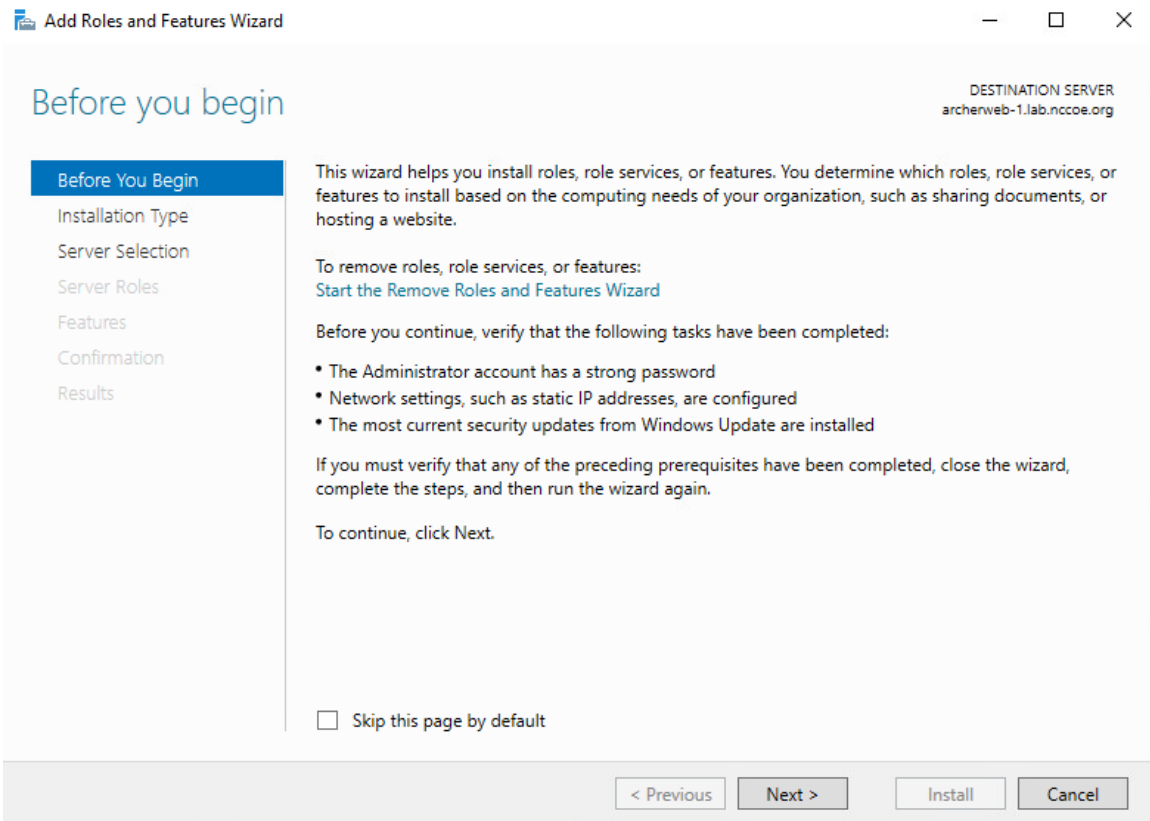 Add Roles and Features Wizard
Before you begin
DESTINATION SERVER
archerweb-1.lab.nccoe.org
Before You Begin
Installation Type
Server Selection
Server Roles
Features
Confirmation
Results
This wizard helps you install roles, role services, or features. You determine which roles, role services, or
features to install based on the computing needs of your organization, such as sharing documents, or
hosting a website.
To remove roles, role services, or features:
Start the Remove Roles and Features Wizard
Before you continue, verify that the following tasks have been completed:
• The Administrator account has a strong password
• Network settings, such as static IP addresses, are configured
• The most current security updates from Windows Update are installed
If you must verify that any of the preceding prerequisites have been completed, close the wizard,
complete the steps, and then run the wizard again.
To continue, click Next.
Skip this page by default
< Previous
Next >
Install
Cancel